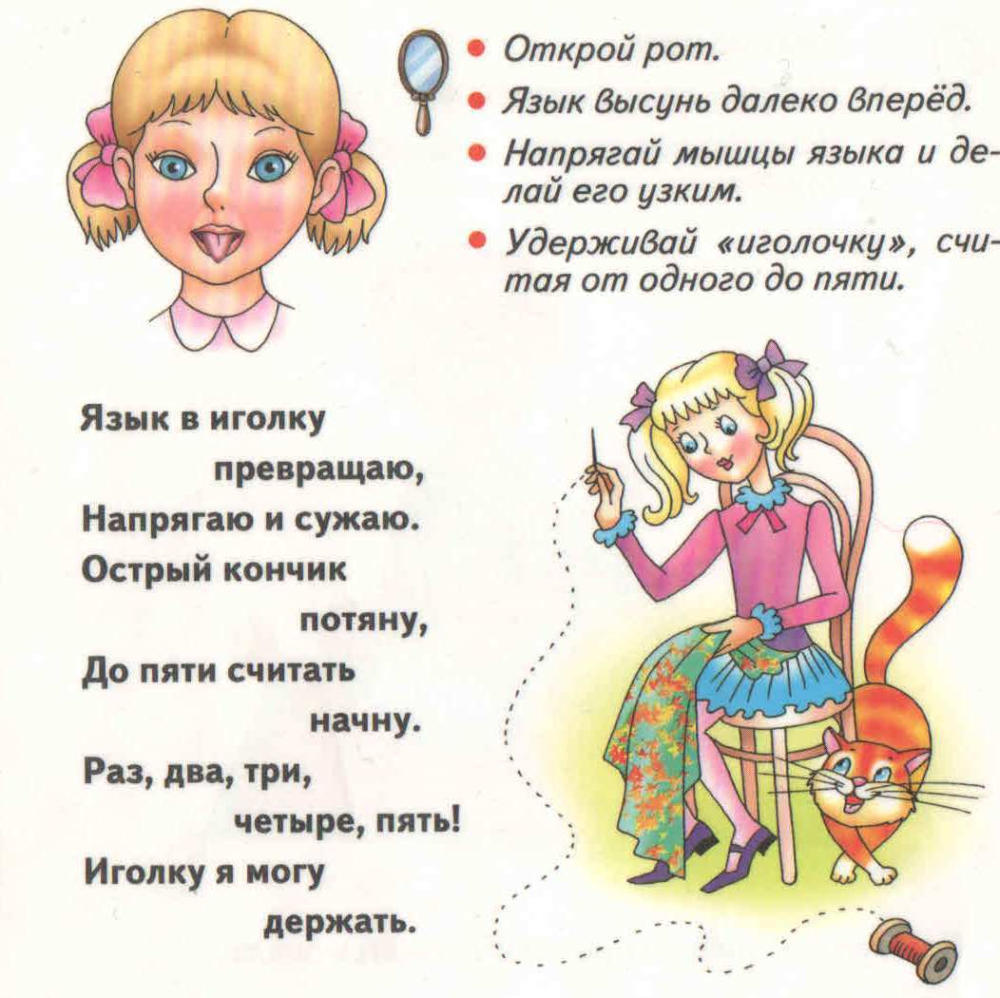 Открой рот.
Язык высунь далеко вперёд.
Напрягай мышцы языка и де-
лай его узким.
Удерживай «иголочку», счи-
тая от одного до пяти.
Язык в иголку
превращаю,
Напрягаю и сужаю.
Острый кончик
потяну,
До пяти считать
начну.
Раз, два, три,
четыре, пять!
Иголку я могу
держать.